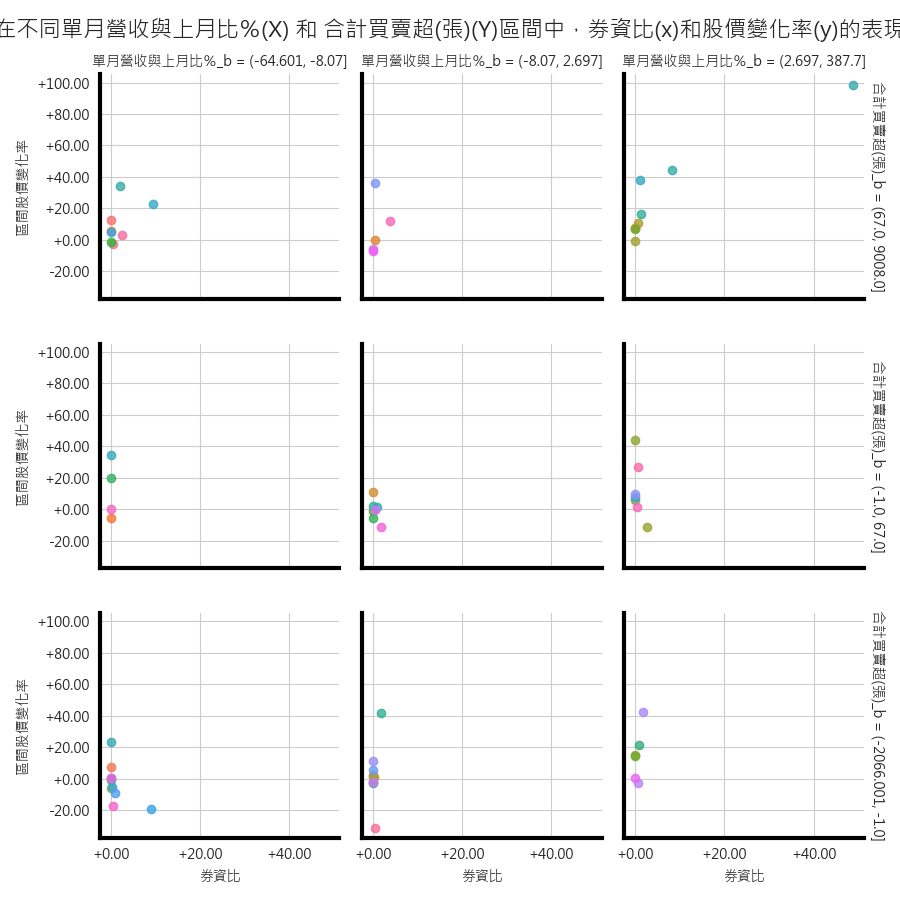 在不同單月營收與上月比%(X) 和 合計買賣超(張)(Y)區間中，券資比(x)和股價變化率(y)的表現
單月營收與上月比%_b = (-64.601, -8.07]
單月營收與上月比%_b = (-8.07, 2.697]
單月營收與上月比%_b = (2.697, 387.7]
區間股價變化率
+100.00
+80.00
+60.00
+40.00
+20.00
+0.00
-20.00
合計買賣超(張)_b = (67.0, 9008.0]
區間股價變化率
+100.00
+80.00
+60.00
+40.00
+20.00
+0.00
-20.00
合計買賣超(張)_b = (-1.0, 67.0]
區間股價變化率
+100.00
+80.00
+60.00
+40.00
+20.00
+0.00
-20.00
合計買賣超(張)_b = (-2066.001, -1.0]
+0.00 +20.00 +40.00
+0.00 +20.00 +40.00
+0.00 +20.00 +40.00
券資比
券資比
券資比